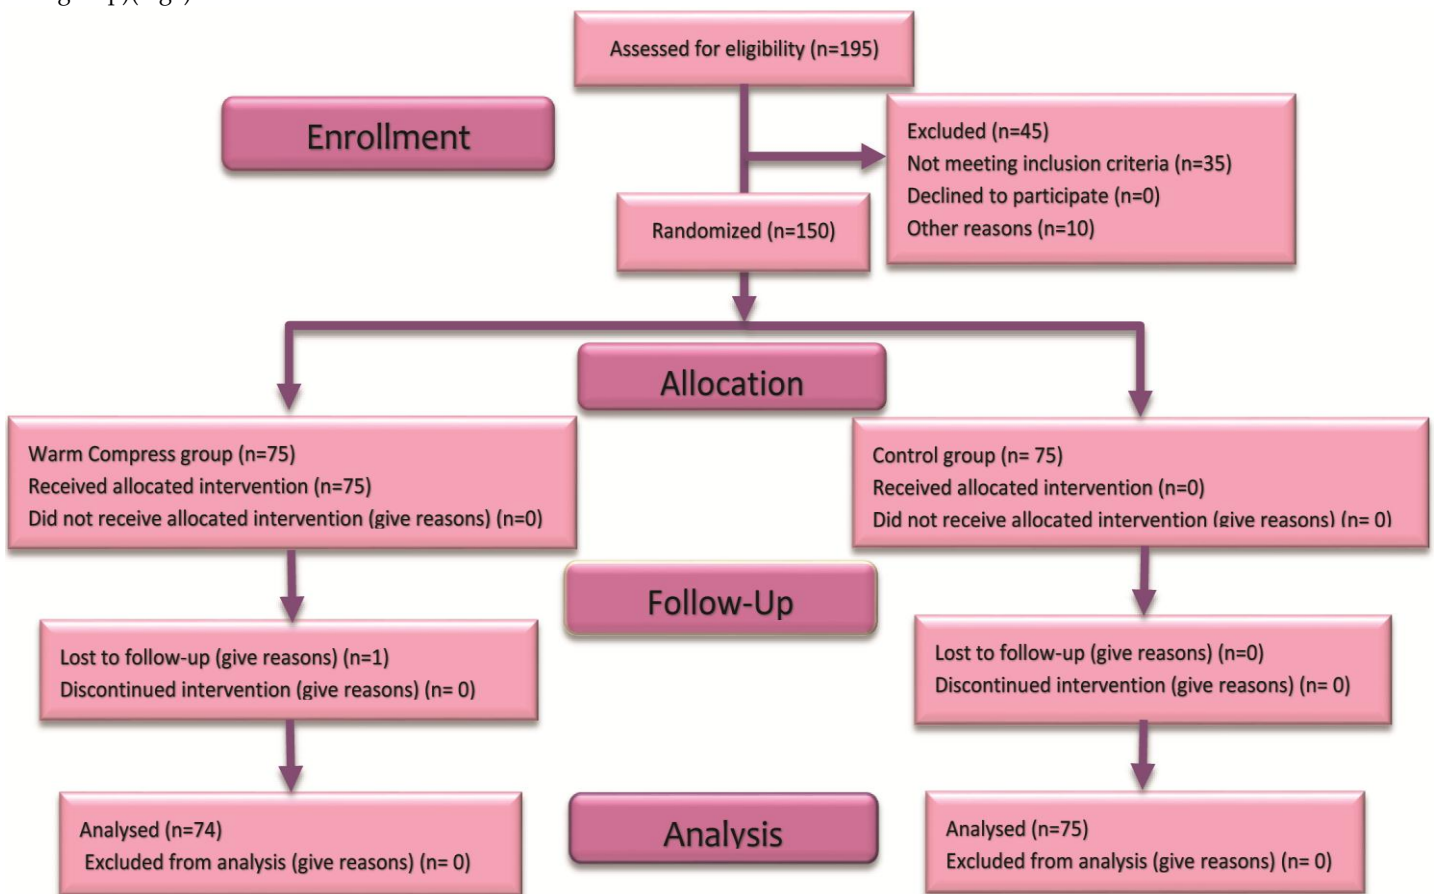 Assessed for eligibility (n=195)
Enrollment
Excluded (n=45)
Not meeting inclusion criteria (n=35)
Declined to participate (n=0)
Other reasons (n=10)
Randomized (n=150)
Allocation
Warm Compress group (n=75)
Received allocated intervention (n=75)
Did not receive allocated intervention (give reasons) (n=0)
Control group (n= 75)
Received allocated intervention (n=0)
Did not receive allocated intervention (give reasons) (n= 0)
Follow-Up
Lost to follow-up (give reasons) (n=1)
Discontinued intervention (give reasons) (n= 0)
Lost to follow-up (give reasons) (n=0)
Discontinued intervention (give reasons) (n= 0)
Analysis
Analysed (n=74)
Excluded from analysis (give reasons) (n= 0)
Analysed (n=75)
Excluded from analysis (give reasons) (n= 0)